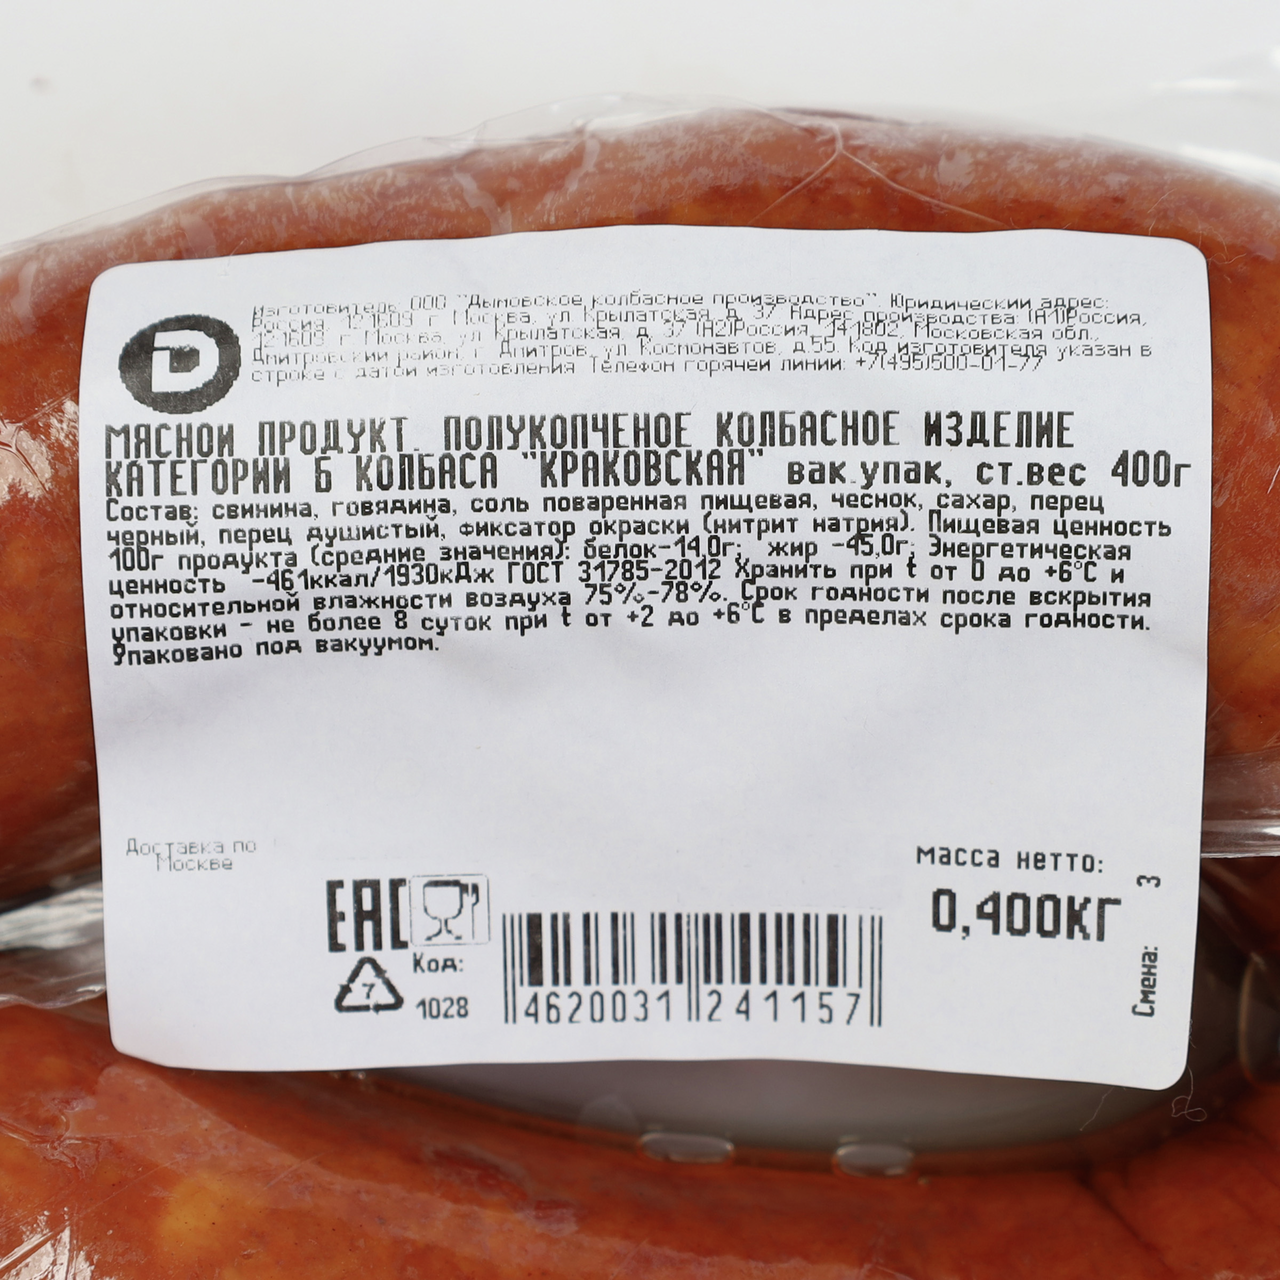 D
Изготовитель: ООО "Дымовское колбасное производство". Юридический адрес:
Россия, 121609 г. Москва, ул Крылатская, д. 37 Адрес производства: (Н1)Россия,
121609 г. Москва, ул Крылатская, д. 37 (Н2)Россия, 141802, Московская обл.,
Дмитровский район, г. Дмитров, ул Космонавтов, д.55. Код изготовителя указан в
строке с датой изготовления Телефон горячей линии: +7(495)500-01-77
МЯСНОЙ ПРОДУКТ. ПОЛУКОПЧЕНОЕ КОЛБАСНОЕ ИЗДЕЛИЕ
КАТЕГОРИИ Б КОЛБАСА "КРАКОВСКАЯ" вак.упак, ст.вес 400г
Состав: свинина, говядина, соль поваренная пищевая, чеснок, сахар, перец
черный, перец душистый, фиксатор окраски (нитрит натрия). Пищевая ценность
100г продукта (средние значения): белок-14,0г; жир -45,0г; Энергетическая
ценность -461ккал/1930кДж ГОСТ 31785-2012 Хранить при t от 0 до +6°С и
относительной влажности воздуха 75%-78%. Срок годности после вскрытия
упаковки - не более 8 суток при t от +2 до +6°С в пределах срока годности.
Упаковано под вакуумом.
Доставка по
Москве
масса нетто:
0,400КГ
Смена: 3
EAC
7
Код:
1028
4620031 241157